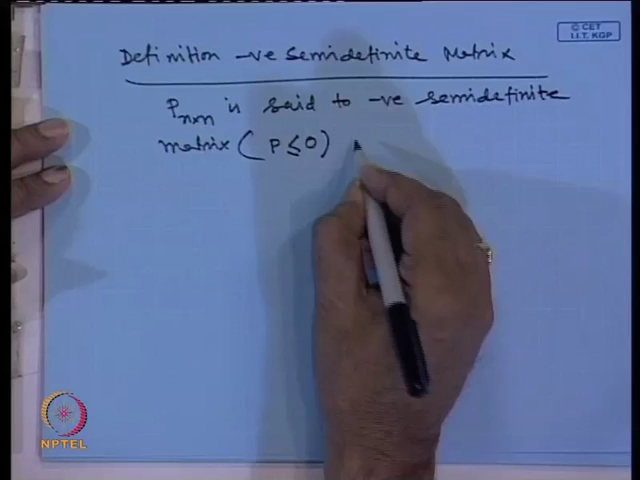 © CET
I.I.T. KGP
Definition -ve semidefinite Matrix
Pnxn is said to -ve semidefinite
matrix ( P ≤ 0 )
NPTEL